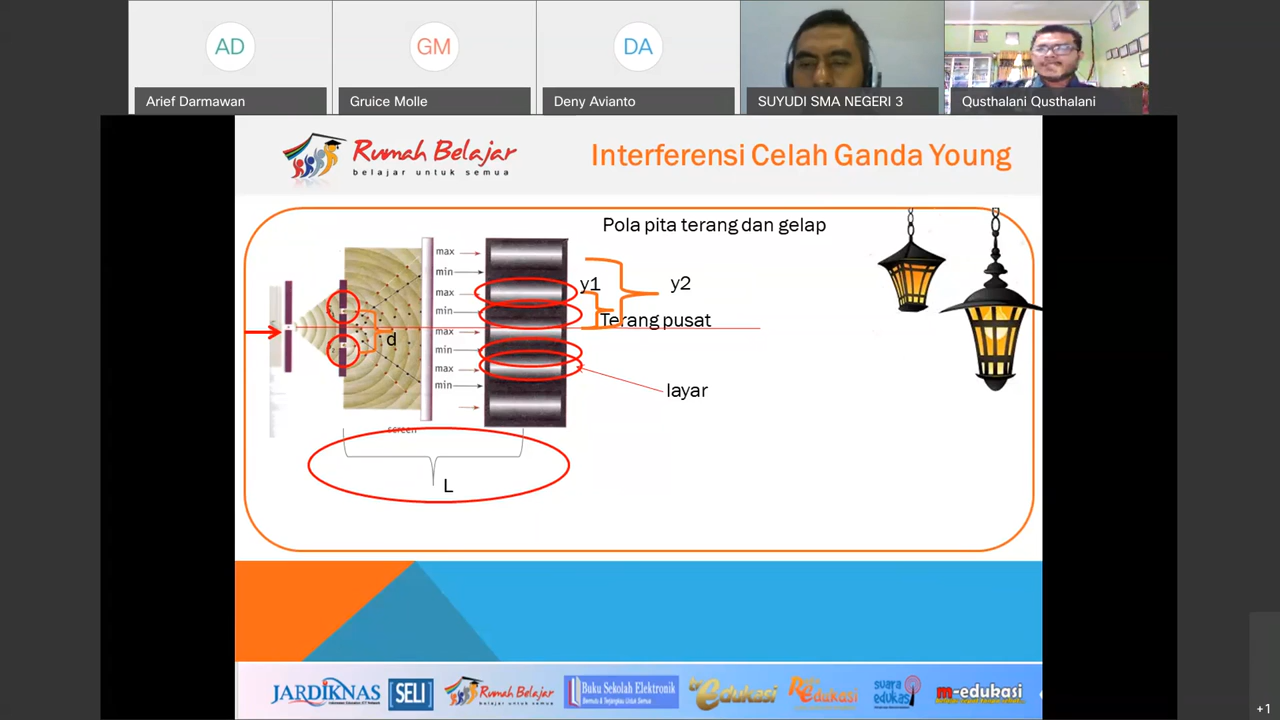 AD
GM
DA
Arief Darmawan
Gruice Molle
Deny Avianto
SUYUDI SMA NEGERI 3
Qusthalani Qusthalani
Rumah Belajar
belajar untuk semua
Interferensi Celah Ganda Young
Pola pita terang dan gelap
max
min
max
min
max
min
max
min
y1
y2
Terang pusat
d
layar
screen
L
JARDIKNAS
SELI
Rumah Belajar
Buku Sekolah Elektronik
Bermutu & Terjangkau Untuk Semua
Edukasi
Edukasi
suara
edukasi
m-edukasi
+1